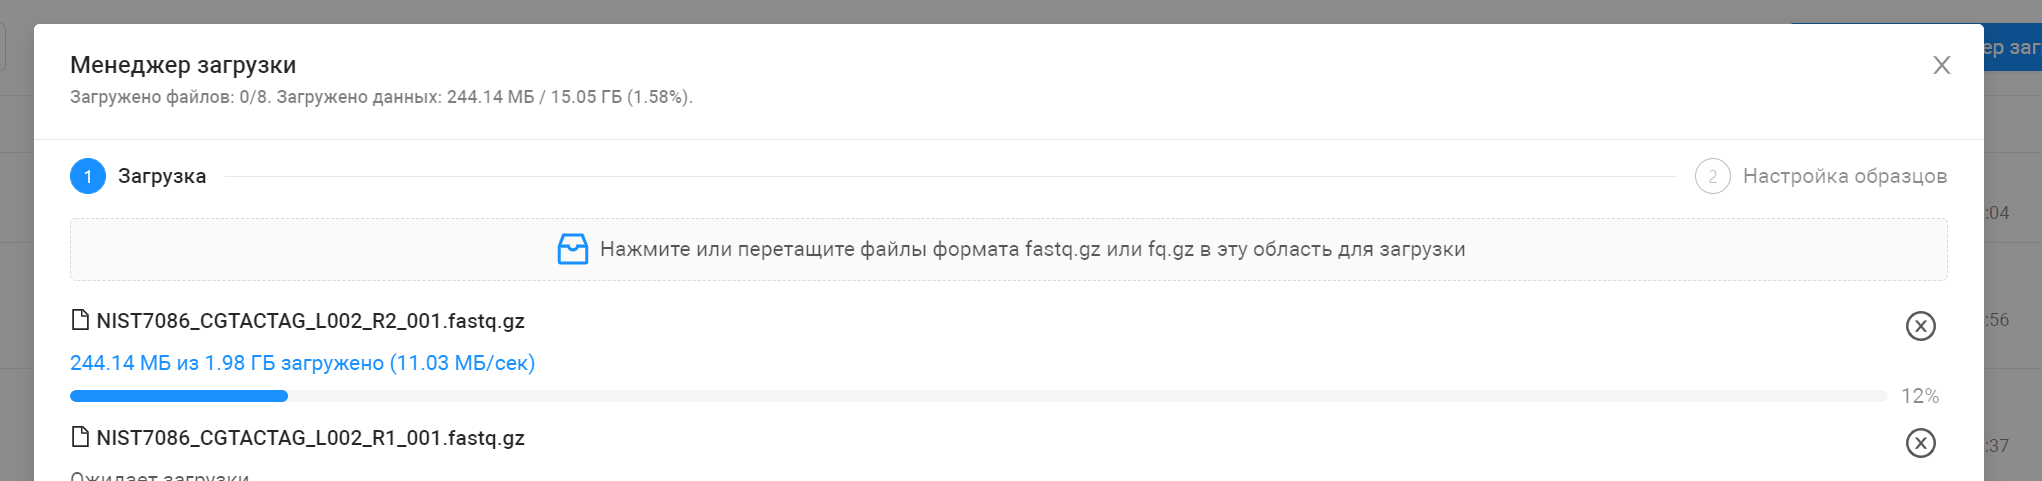 Менеджер загрузки
ер заг
Загружено файлов: 0/8. Загружено данных: 244.14 МБ / 15.05 ГБ (1.58%).
1 Загрузка
2 Настройка образцов
:04
Нажмите или перетащите файлы формата fastq.gz или fq.gz в эту область для загрузки
NIST7086_CGTACTAG_L002_R2_001.fastq.gz
:56
244.14 МБ из 1.98 ГБ загружено (11.03 МБ/сек)
12%
NIST7086_CGTACTAG_L002_R1_001.fastq.gz
:37
Ожидает загрузки